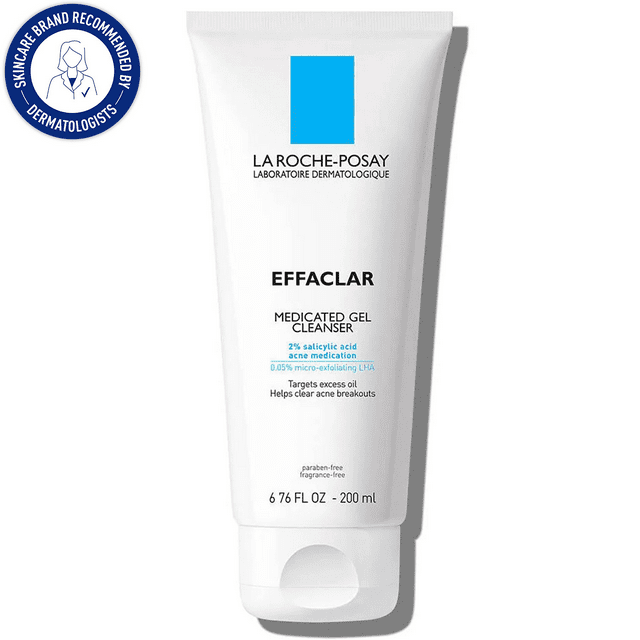 SKINCARE BRAND RECOMMENDED BY
DERMATOLOGISTS
LA ROCHE-POSAY
LABORATOIRE DERMATOLOGIQUE
EFFACLAR
MEDICATED GEL
CLEANSER
2% salicylic acid
acne medication
0.05% micro-exfoliating LHA
Targets excess oil
Helps clear acne breakouts
paraben-free
fragrance-free
6 76 FL OZ - 200 ml